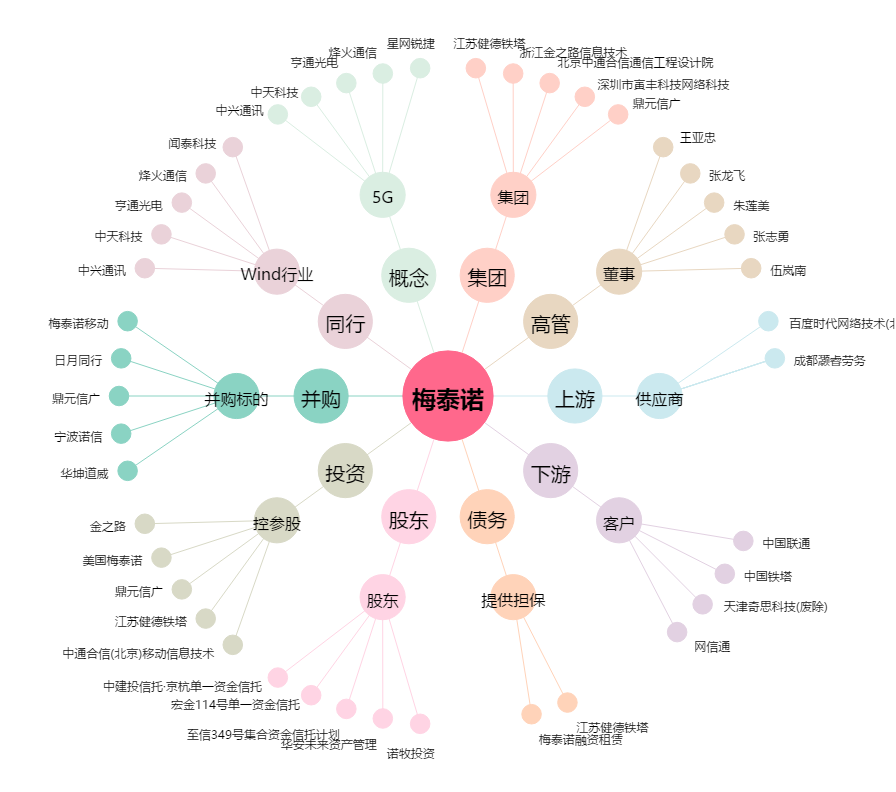 星网锐捷
烽火通信
亨通光电
中天科技
中兴通讯
5G
概念
江苏健德铁塔
浙江金之路信息技术
北京中通合信通信工程设计院
深圳市寅丰科技网络科技
鼎元信广
集团
集团
闻泰科技
烽火通信
亨通光电
中天科技
中兴通讯
Wind行业
同行
王亚忠
张龙飞
朱莲美
张志勇
伍岚南
董事
高管
梅泰诺移动
日月同行
鼎元信广
宁波诺信
华坤道威
并购标的
并购
梅泰诺
上游
供应商
百度时代网络技术(北
成都灏睿劳务
投资
控参股
金之路
美国梅泰诺
鼎元信广
江苏健德铁塔
中通合信(北京)移动信息技术
股东
股东
中建投信托·京杭单一资金信托
宏金114号单一资金信托
至信349号集合资金信托计划
华安未来资产管理
诺牧投资
债务
提供担保
江苏健德铁塔
梅泰诺融资租赁
下游
客户
中国联通
中国铁塔
天津奇思科技(废除)
网信通